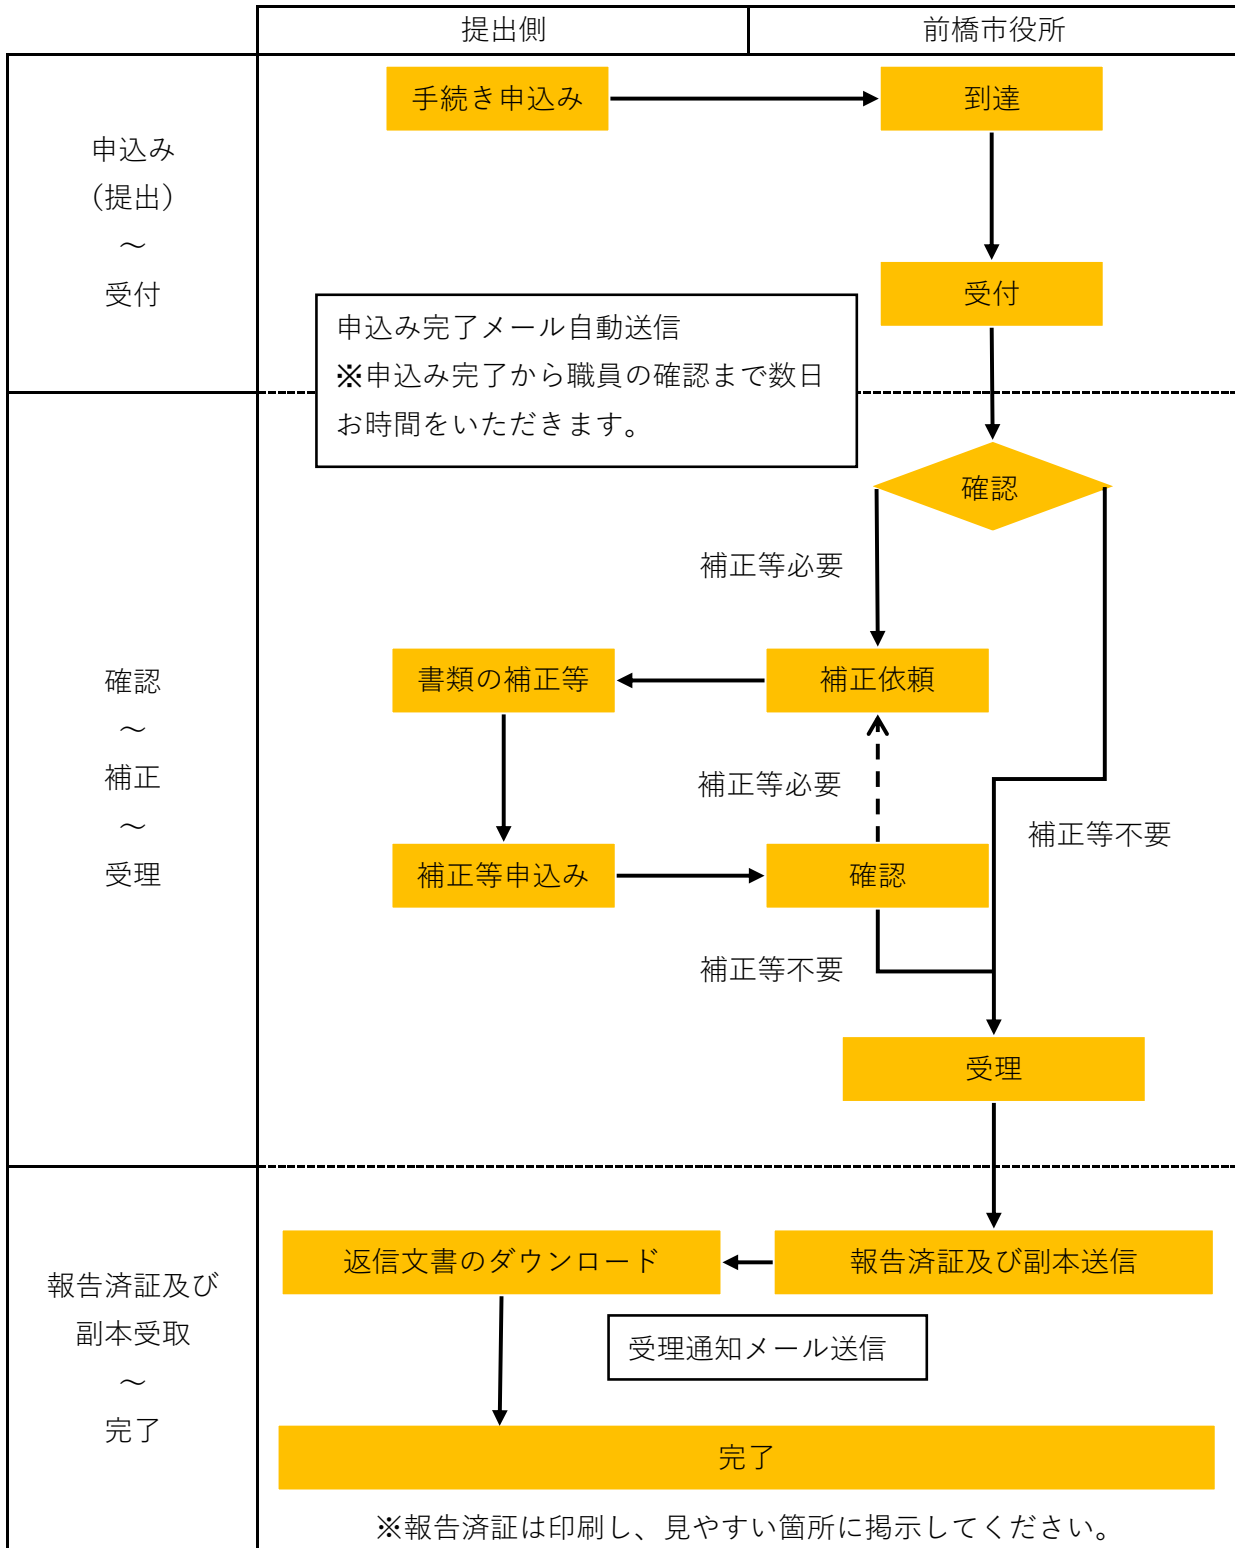 提出側
前橋市役所
申込み
（提出）
～
受付
手続き申込み
到達
受付
申込み完了メール自動送信
※申込み完了から職員の確認まで数日
お時間をいただきます。
確認
～
補正
～
受理
確認
補正等必要
書類の補正等
補正依頼
補正等必要
補正等不要
補正等申込み
確認
補正等不要
受理
報告済証及び
副本受取
～
完了
返信文書のダウンロード
報告済証及び副本送信
受理通知メール送信
完了
※報告済証は印刷し、見やすい箇所に掲示してください。